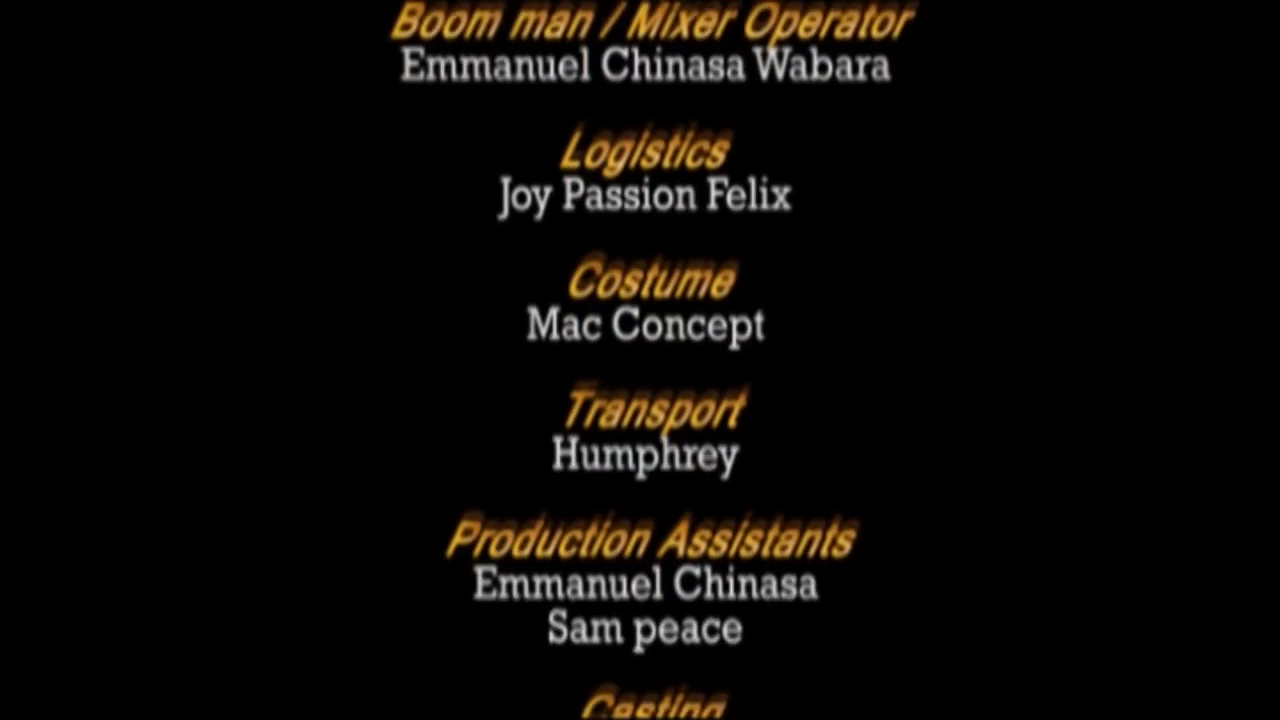 Boom man / Mixer Operator
Emmanuel Chinasa Wabara
Logistics
Joy Passion Felix
Costume
Mac Concept
Transport
Humphrey
Production Assistants
Emmanuel Chinasa
Sam peace
Casting